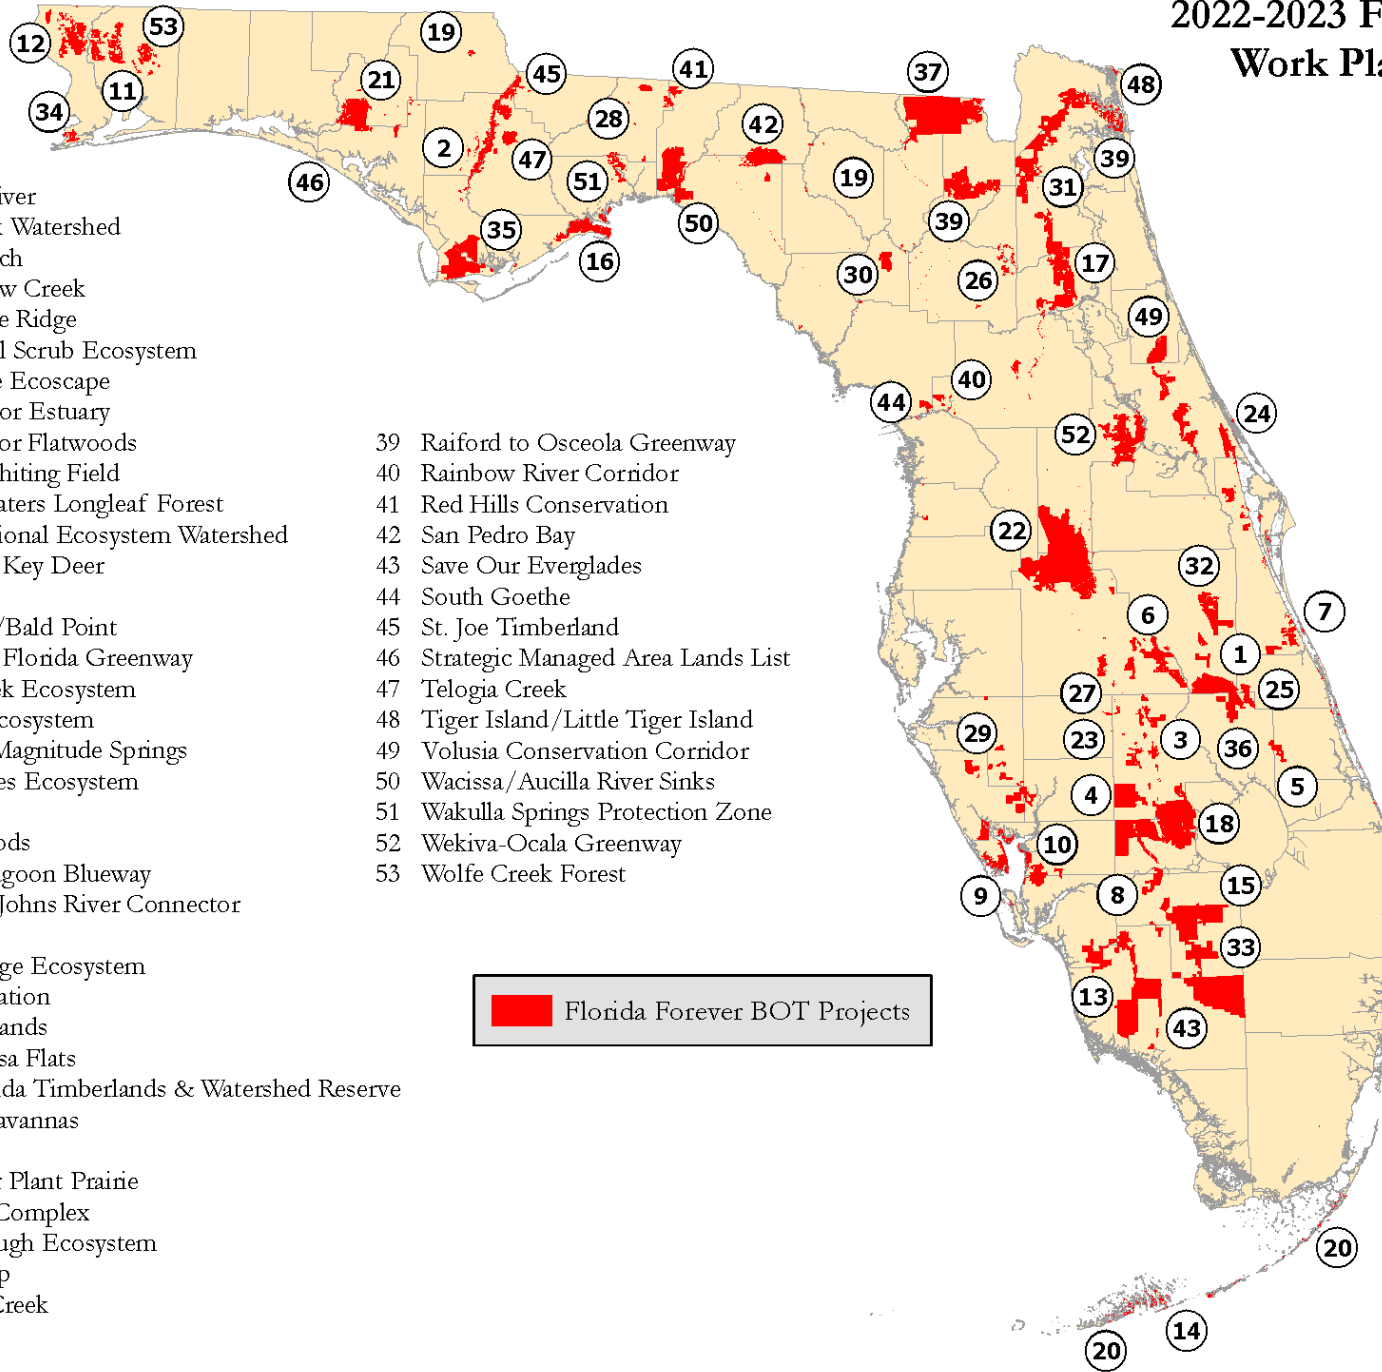 2022-2023 F
Work Pla
iver
Watershed
ch
w Creek
e Ridge
l Scrub Ecosystem
e Ecoscape
or Estuary
or Flatwoods
hiting Field
aters Longleaf Forest
ional Ecosystem Watershed
Key Deer
/Bald Point
Florida Greenway
ek Ecosystem
cosystem
Magnitude Springs
es Ecosystem
ods
agoon Blueway
Johns River Connector
ge Ecosystem
ation
ands
sa Flats
da Timberlands & Watershed Reserve
avannas
r Plant Prairie
Complex
ugh Ecosystem
p
Creek
39 Raiford to Osceola Greenway
40 Rainbow River Corridor
41 Red Hills Conservation
42 San Pedro Bay
43 Save Our Everglades
44 South Goethe
45 St. Joe Timberland
46 Strategic Managed Area Lands List
47 Telogia Creek
48 Tiger Island/Little Tiger Island
49 Volusia Conservation Corridor
50 Wacissa/Aucilla River Sinks
51 Wakulla Springs Protection Zone
52 Wekiva-Ocala Greenway
53 Wolfe Creek Forest
Florida Forever BOT Projects
12
53
19
11
34
21
45
41
37
48
28
42
2
47
51
46
39
19
31
50
39
35
16
30
26
17
49
40
44
24
52
22
32
6
7
1
27
25
29
23
3
36
4
5
18
10
9
8
15
33
13
43
20
14
20